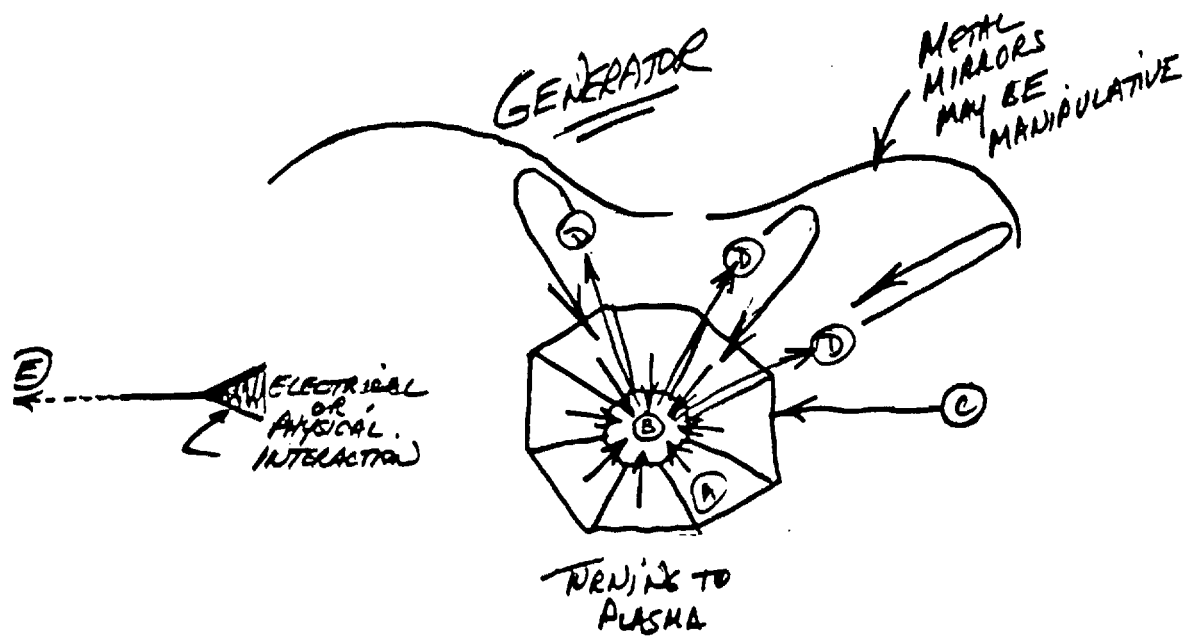 GENERATOR
METAL
MIRRORS
MAY BE
MANIPULATIVE
D
D
D
E
ELECTRICAL
OR
PHYSICAL
INTERACTION
C
B
A
TURNING TO
PLASMA